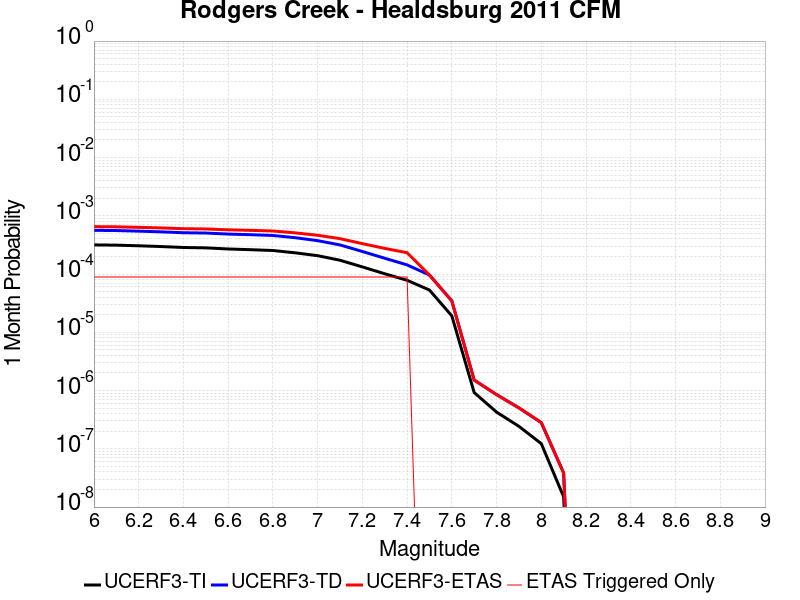 Rodgers Creek - Healdsburg 2011 CFM
1 Month Probability
10^0
10^-1
10^-2
10^-3
10^-4
10^-5
10^-6
10^-7
10^-8
6 6.2 6.4 6.6 6.8 7 7.2 7.4 7.6 7.8 8 8.2 8.4 8.6 8.8 9
Magnitude
UCERF3-TI UCERF3-TD UCERF3-ETAS ETAS Triggered Only